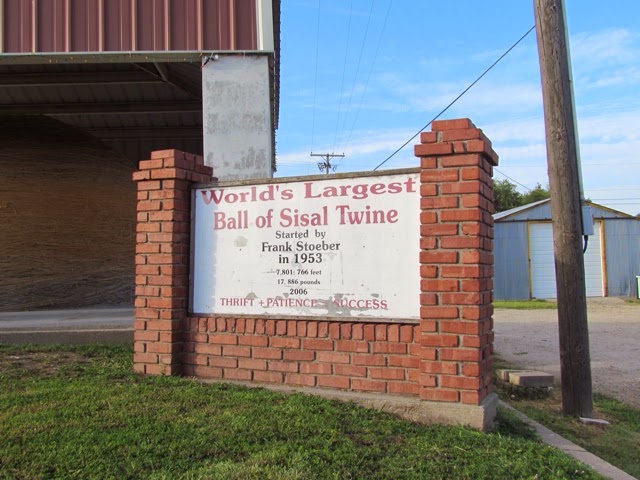 World's Largest
Ball of Sisal Twine
Started by
Frank Stoeber
in 1953
7,801; 766 feet
17, 886 pounds
2006
THRIFT + PATIENCE = SUCCESS